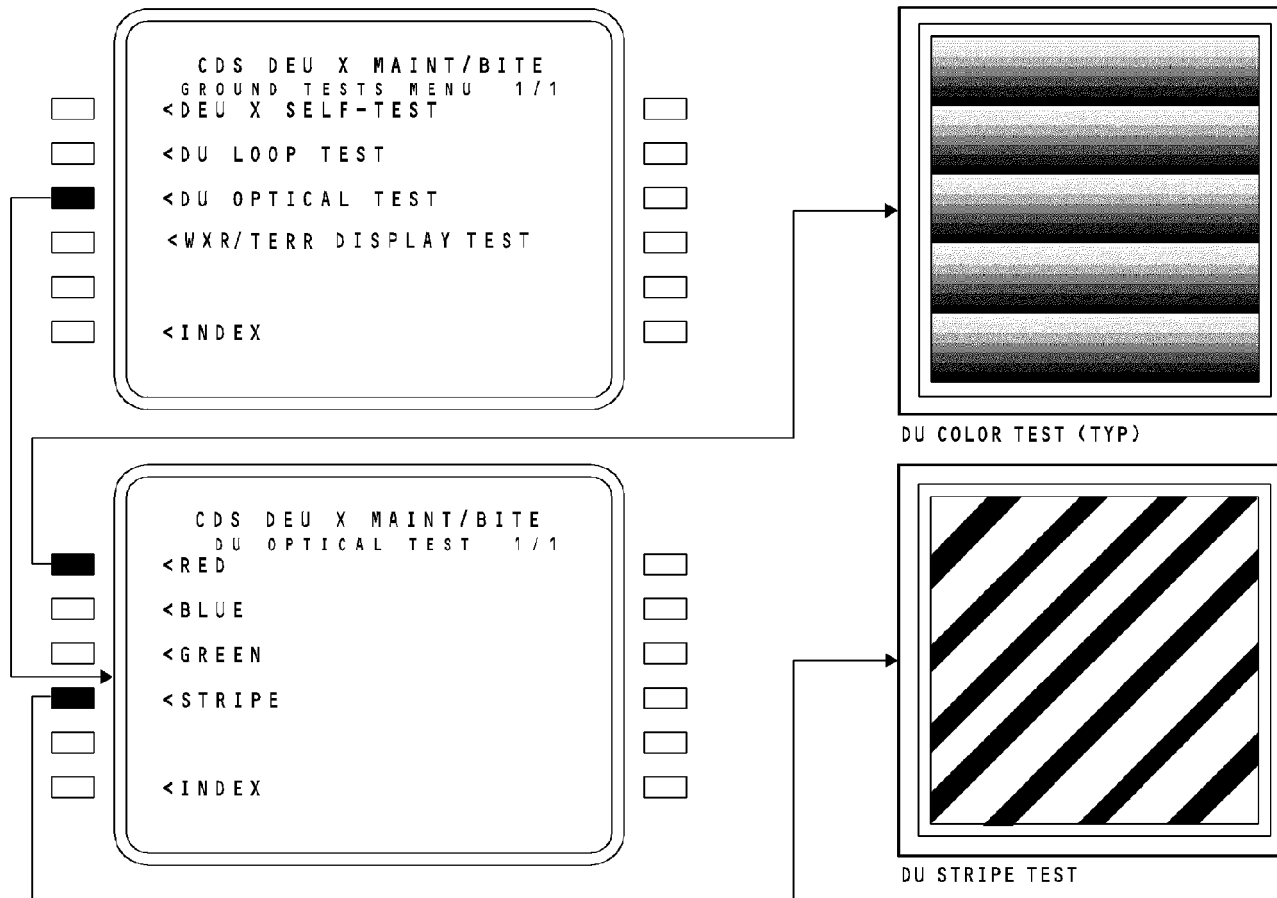 CDS DEU X MAINT/BITE
GROUND TESTS MENU 1/1
<DEU X SELF-TEST
<DU LOOP TEST
<DU OPTICAL TEST
<WXR/TERR DISPLAY TEST
<INDEX
DU COLOR TEST (TYP)
CDS DEU X MAINT/BITE
DU OPTICAL TEST 1/1
<RED
<BLUE
<GREEN
<STRIPE
<INDEX
DU STRIPE TEST